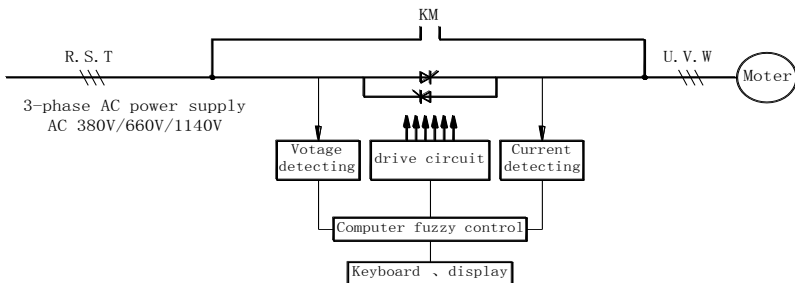 KM
R.S.T
U.V.W
Moter
3-phase AC power supply
AC 380V/660V/1140V
Votage
detecting
drive circuit
Current
detecting
Computer fuzzy control
Keyboard 、display